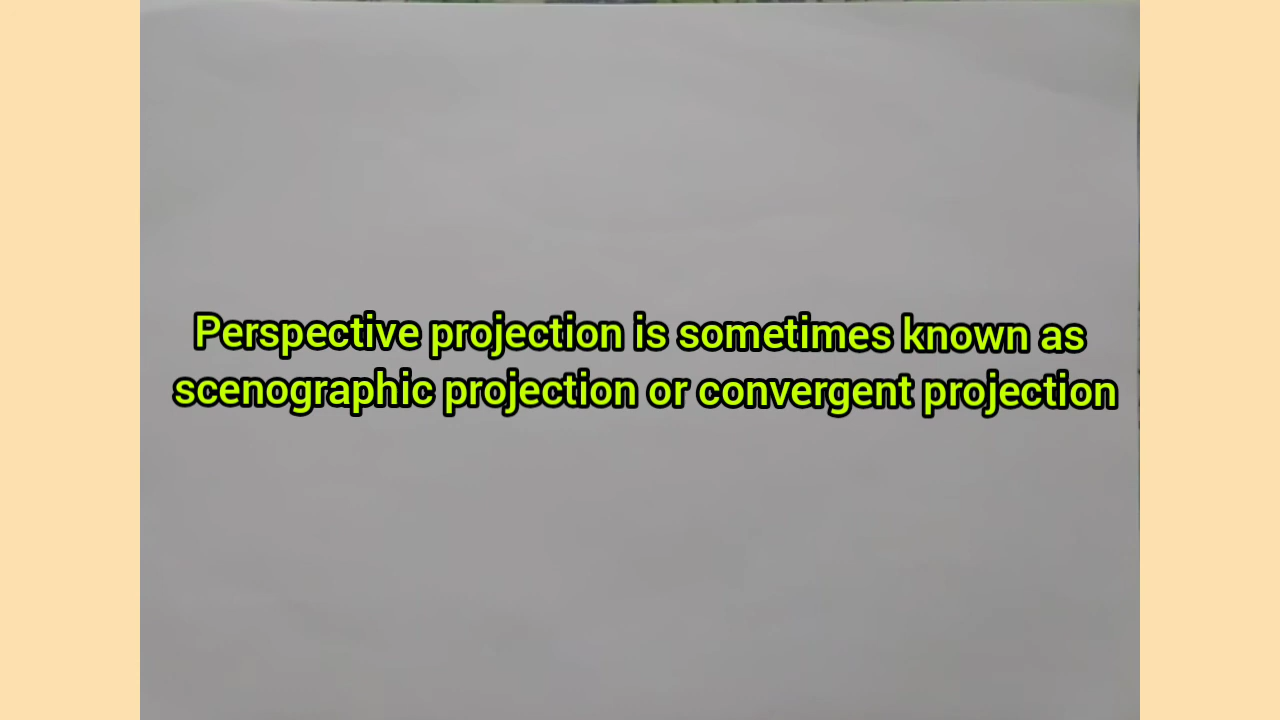 Perspective projection is sometimes known as
scenographic projection or convergent projection